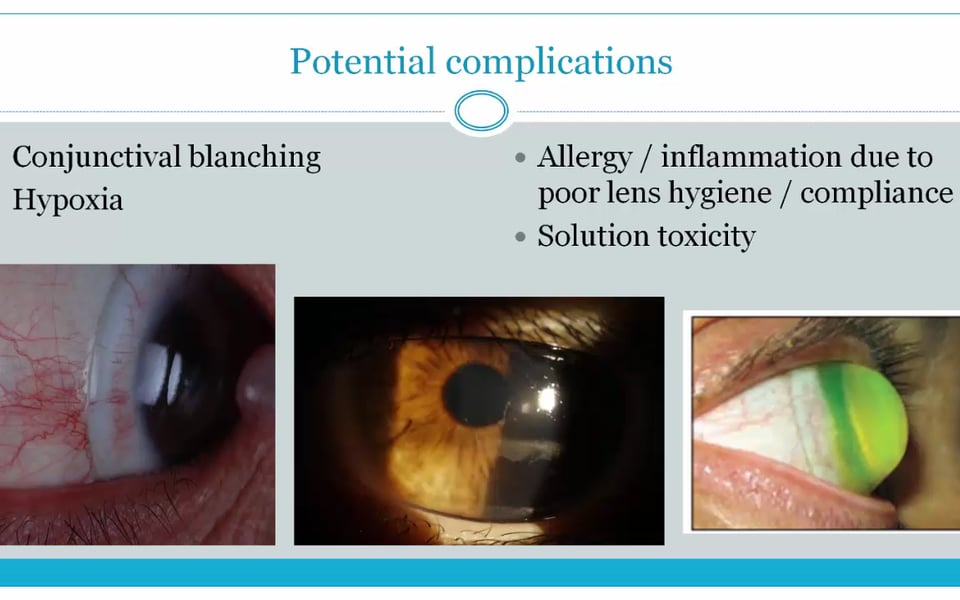 Potential complications
Conjunctival blanching
Hypoxia
Allergy / inflammation due to
poor lens hygiene / compliance
Solution toxicity